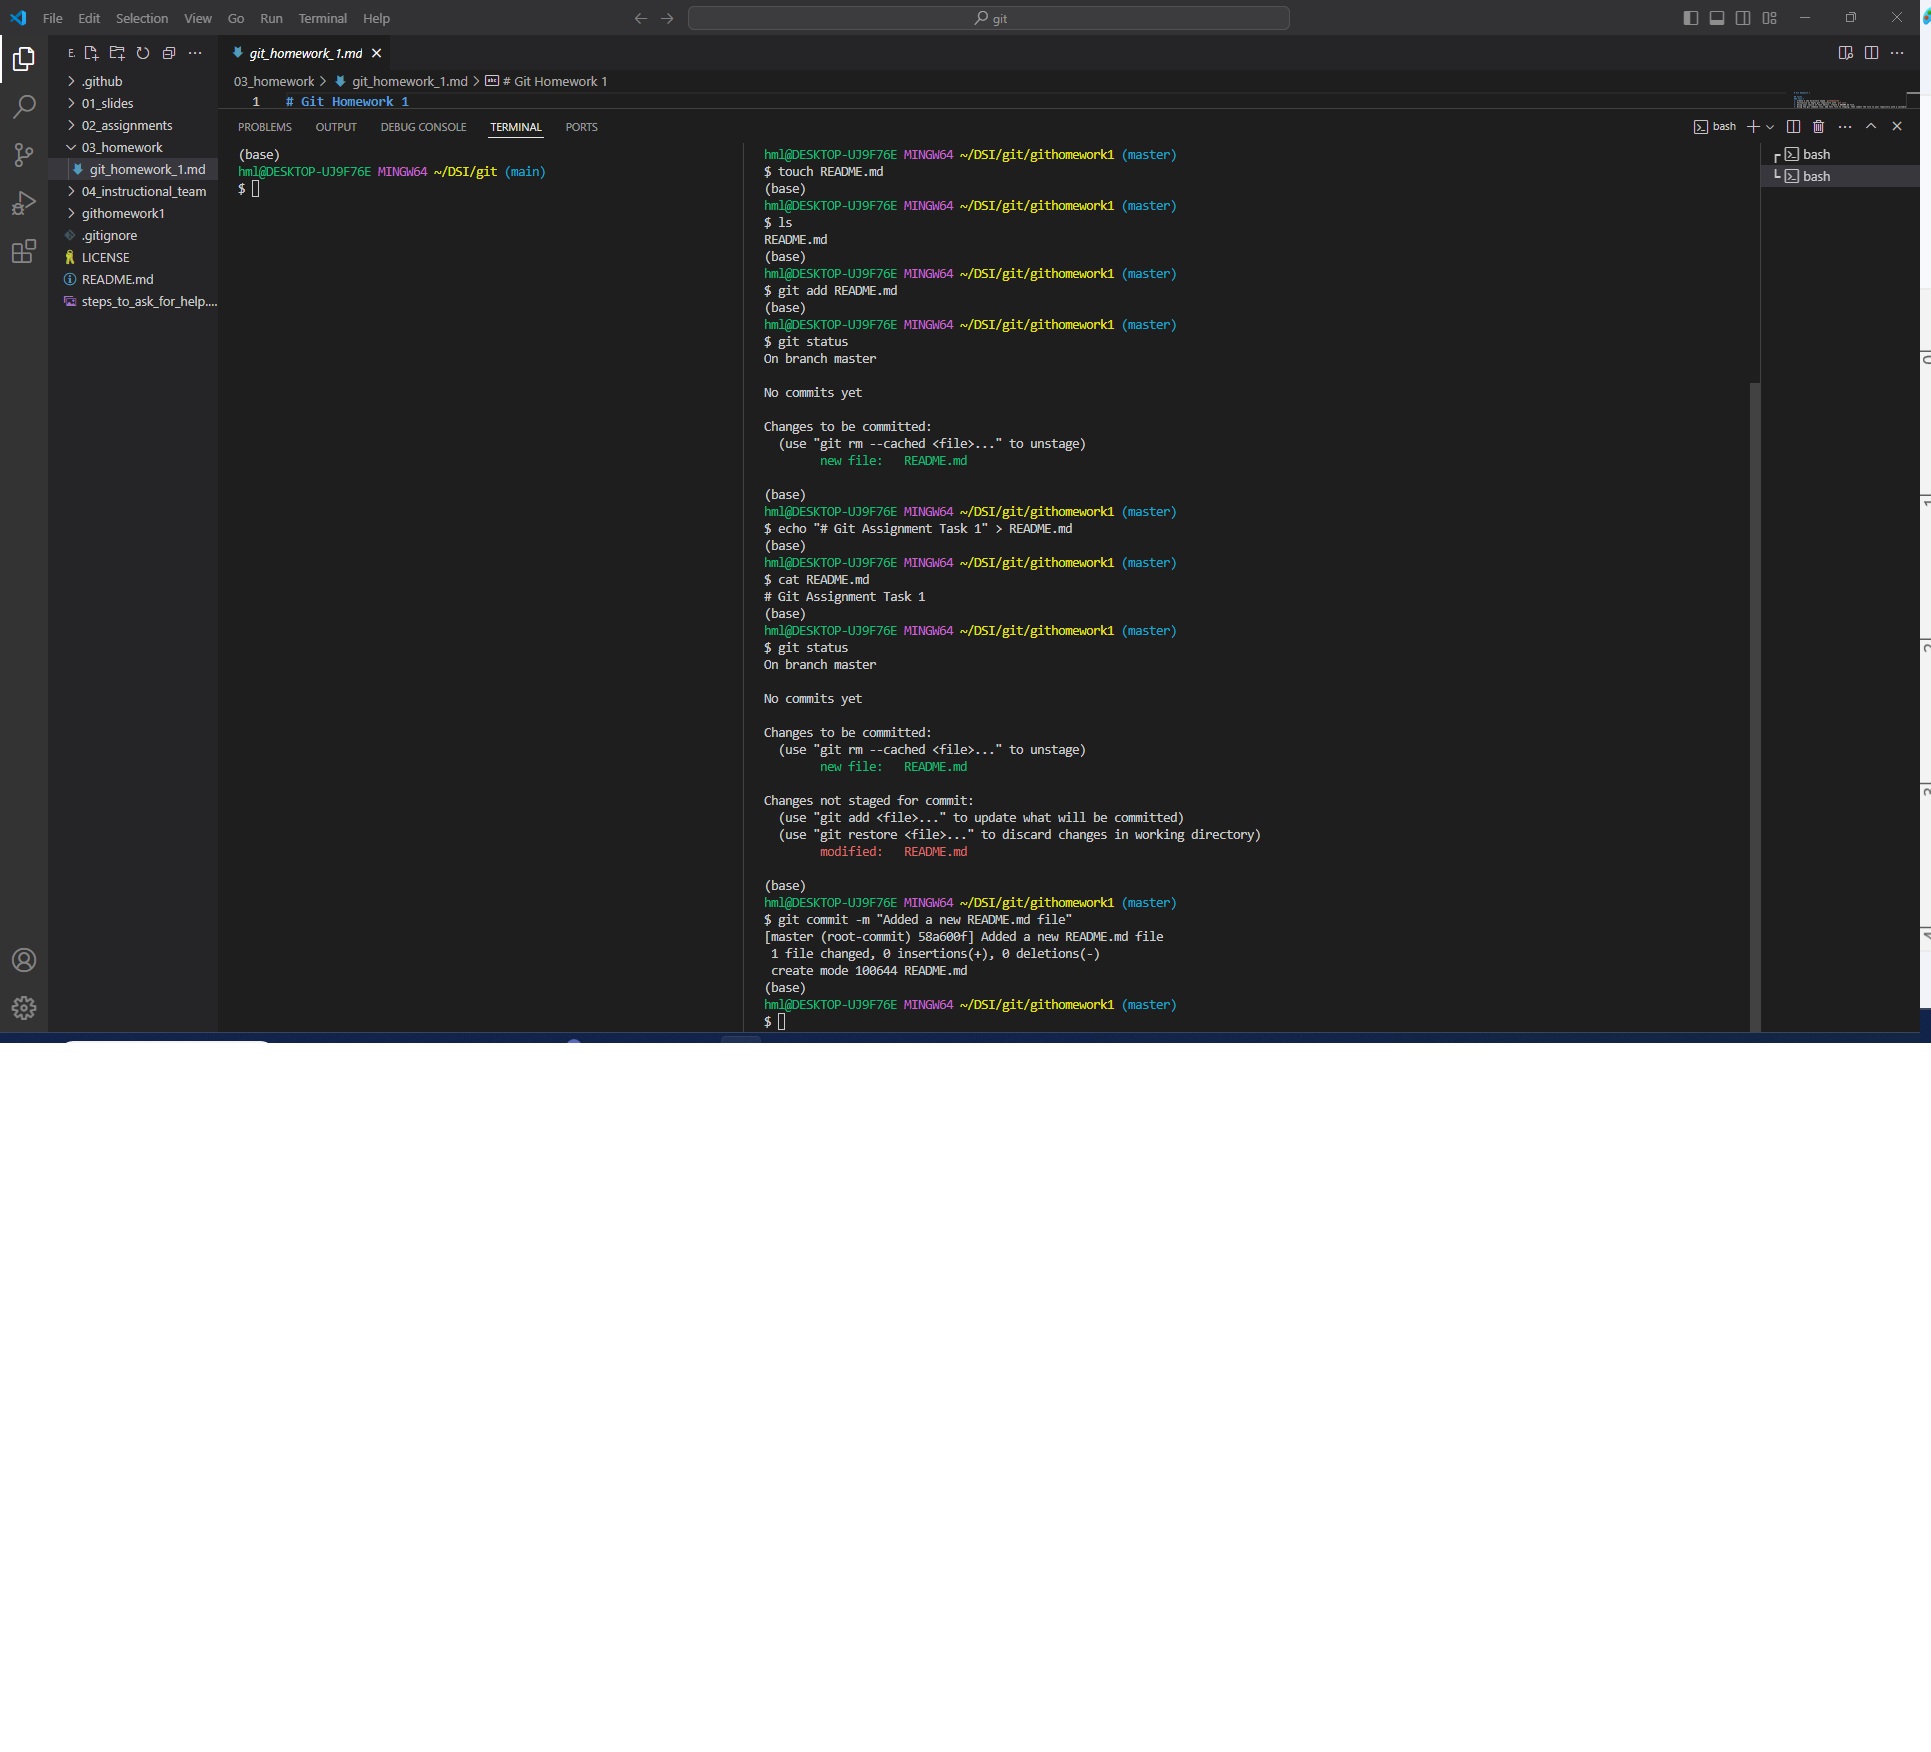 File Edit Selection View Go Run Terminal Help
git
E.
.github
01_slides
02_assignments
03_homework
git_homework_1.md
04_instructional_team
githomework1
.gitignore
LICENSE
README.md
steps_to_ask_for_help....
git_homework_1.md
03_homework > git_homework_1.md > # Git Homework 1
1 # Git Homework 1
PROBLEMS OUTPUT DEBUG CONSOLE TERMINAL PORTS
bash
(base)
hml@DESKTOP-UJ9F76E MINGW64 ~/DSI/git (main)
$
hml@DESKTOP-UJ9F76E MINGW64 ~/DSI/git/githomework1 (master)
$ touch README.md
(base)
hml@DESKTOP-UJ9F76E MINGW64 ~/DSI/git/githomework1 (master)
$ ls
README.md
(base)
hml@DESKTOP-UJ9F76E MINGW64 ~/DSI/git/githomework1 (master)
$ git add README.md
(base)
hml@DESKTOP-UJ9F76E MINGW64 ~/DSI/git/githomework1 (master)
$ git status
On branch master
No commits yet
Changes to be committed:
(use "git rm --cached <file>..." to unstage)
new file: README.md
(base)
hml@DESKTOP-UJ9F76E MINGW64 ~/DSI/git/githomework1 (master)
$ echo "# Git Assignment Task 1" > README.md
(base)
hml@DESKTOP-UJ9F76E MINGW64 ~/DSI/git/githomework1 (master)
$ cat README.md
# Git Assignment Task 1
(base)
hml@DESKTOP-UJ9F76E MINGW64 ~/DSI/git/githomework1 (master)
$ git status
On branch master
No commits yet
Changes to be committed:
(use "git rm --cached <file>..." to unstage)
new file: README.md
Changes not staged for commit:
(use "git add <file>..." to update what will be committed)
(use "git restore <file>..." to discard changes in working directory)
modified: README.md
(base)
hml@DESKTOP-UJ9F76E MINGW64 ~/DSI/git/githomework1 (master)
$ git commit -m "Added a new README.md file"
[master (root-commit) 58a600f] Added a new README.md file
1 file changed, 0 insertions(+), 0 deletions(-)
create mode 100644 README.md
(base)
hml@DESKTOP-UJ9F76E MINGW64 ~/DSI/git/githomework1 (master)
$
bash
bash